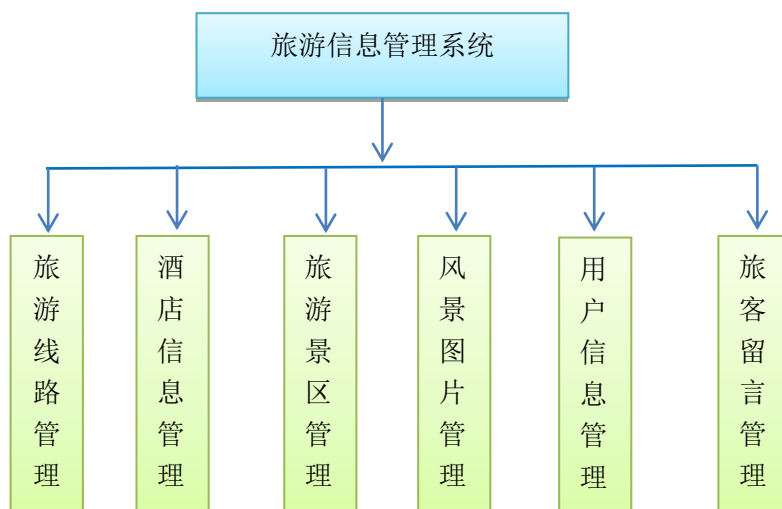 旅游信息管理系统
旅游线路管理
酒店信息管理
旅游景区管理
风景图片管理
用户信息管理
旅客留言管理